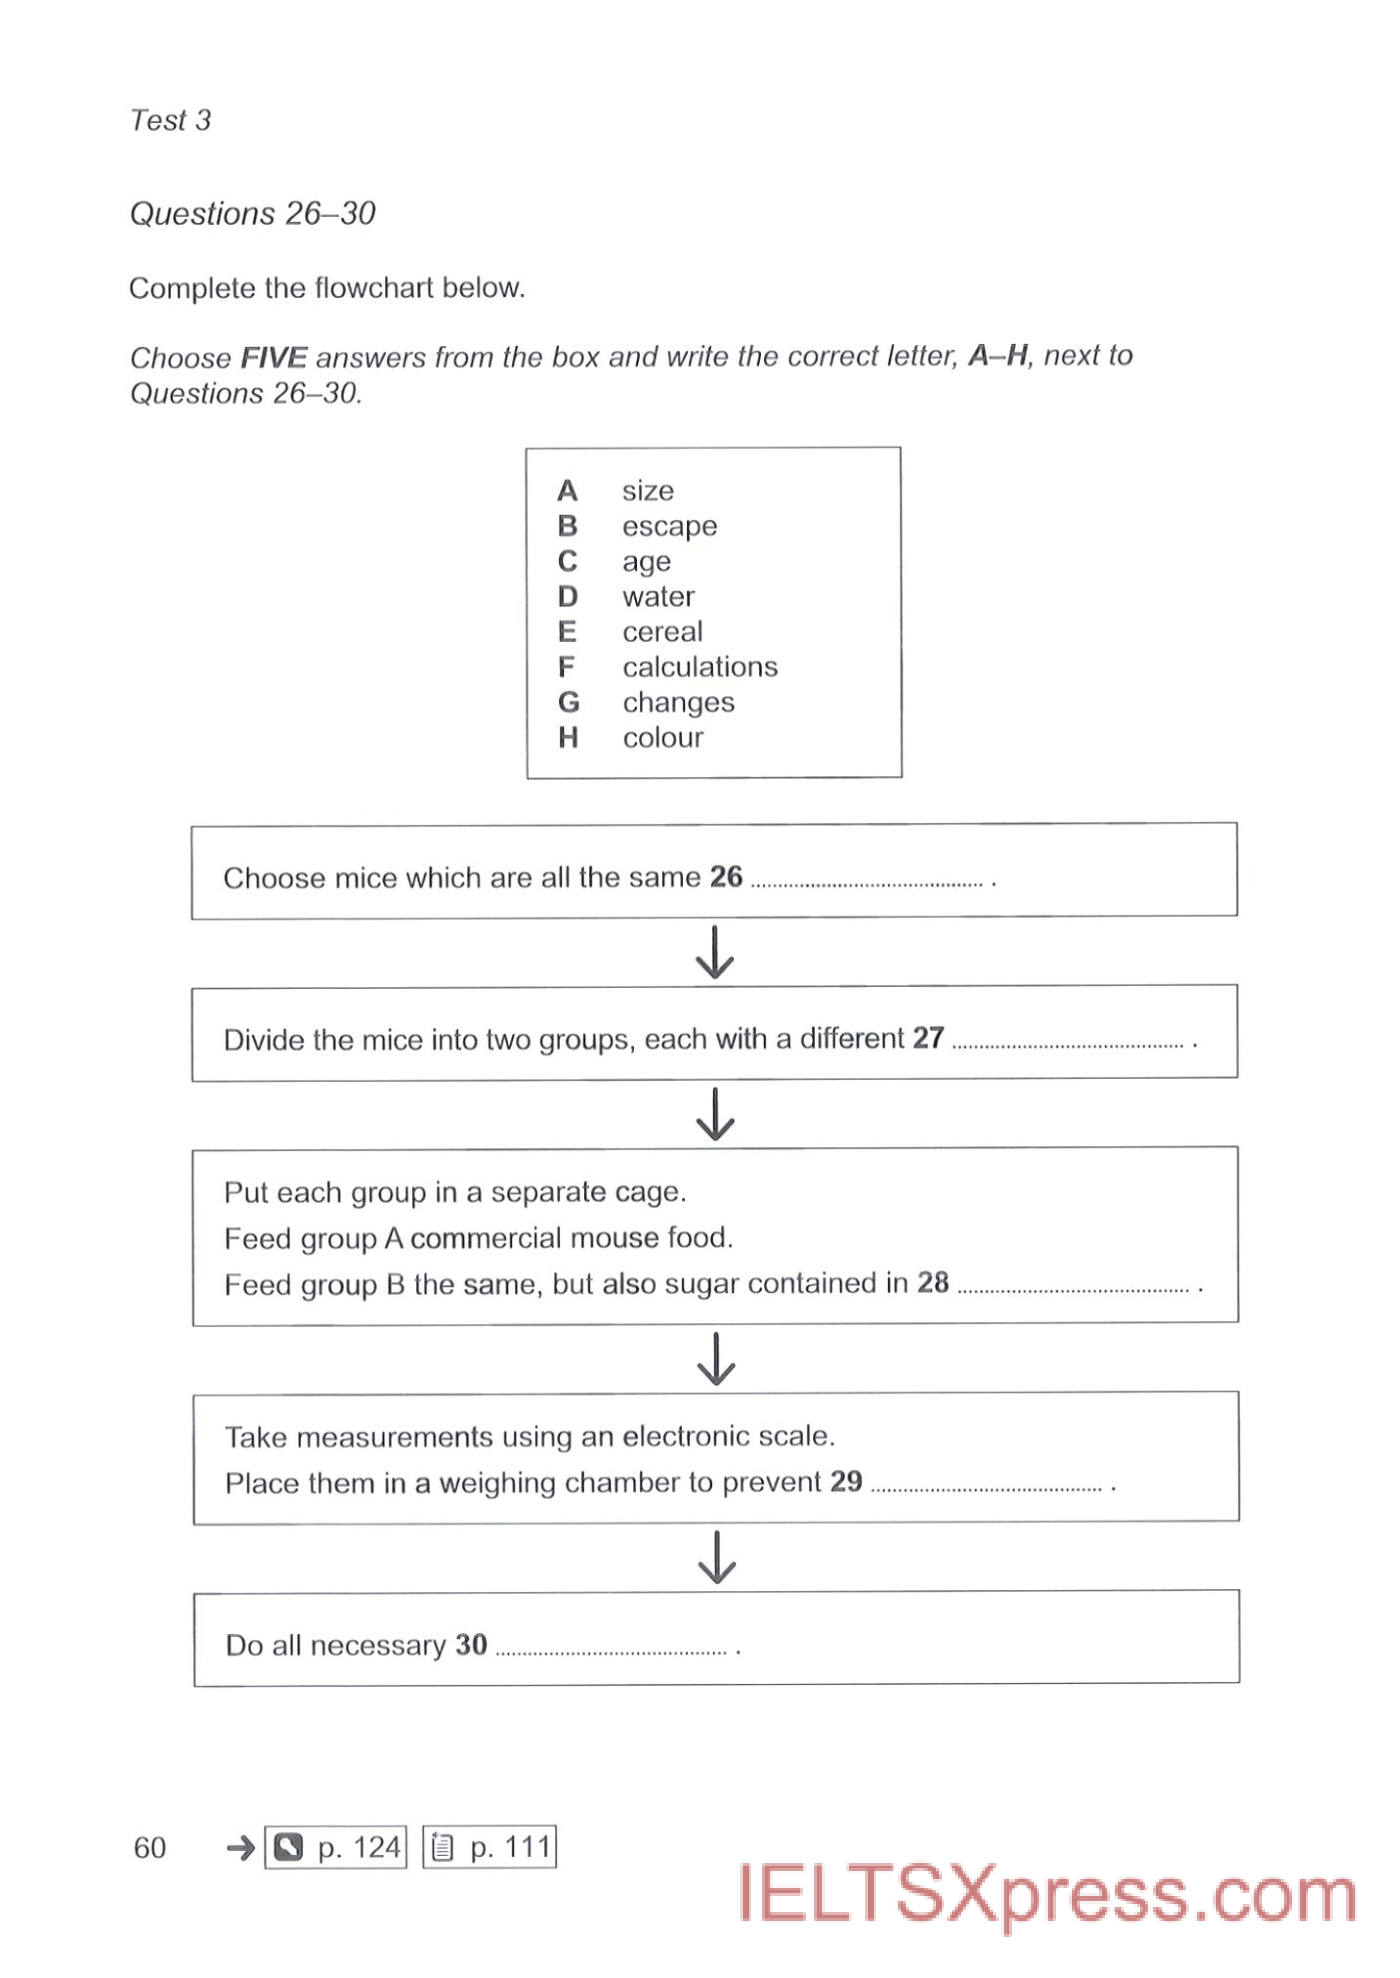 Test 3
Questions 26–30
Complete the flowchart below.
Choose FIVE answers from the box and write the correct letter, A–H, next to
Questions 26–30.
A size
B escape
C age
D water
E cereal
F calculations
G changes
H colour
Choose mice which are all the same 26 ........................................ .
Divide the mice into two groups, each with a different 27 ........................................ .
Put each group in a separate cage.
Feed group A commercial mouse food.
Feed group B the same, but also sugar contained in 28 ........................................ .
Take measurements using an electronic scale.
Place them in a weighing chamber to prevent 29 ........................................ .
Do all necessary 30 ........................................ .
60 → p. 124 p. 111
IELTSXpress.com